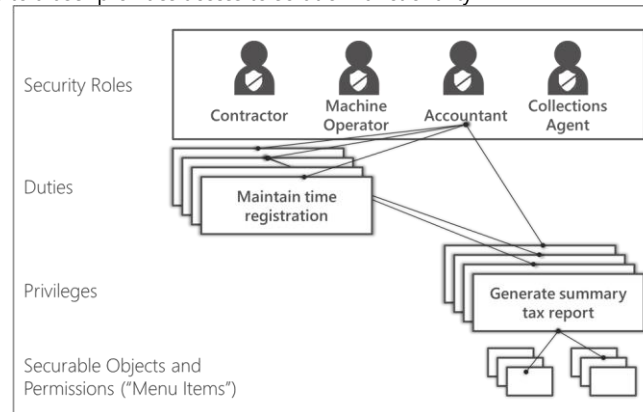 Security Roles
Contractor
Machine
Operator
Accountant
Collections
Agent
Duties
Maintain time
registration
Privileges
Generate summary
tax report
Securable Objects and
Permissions ("Menu Items")